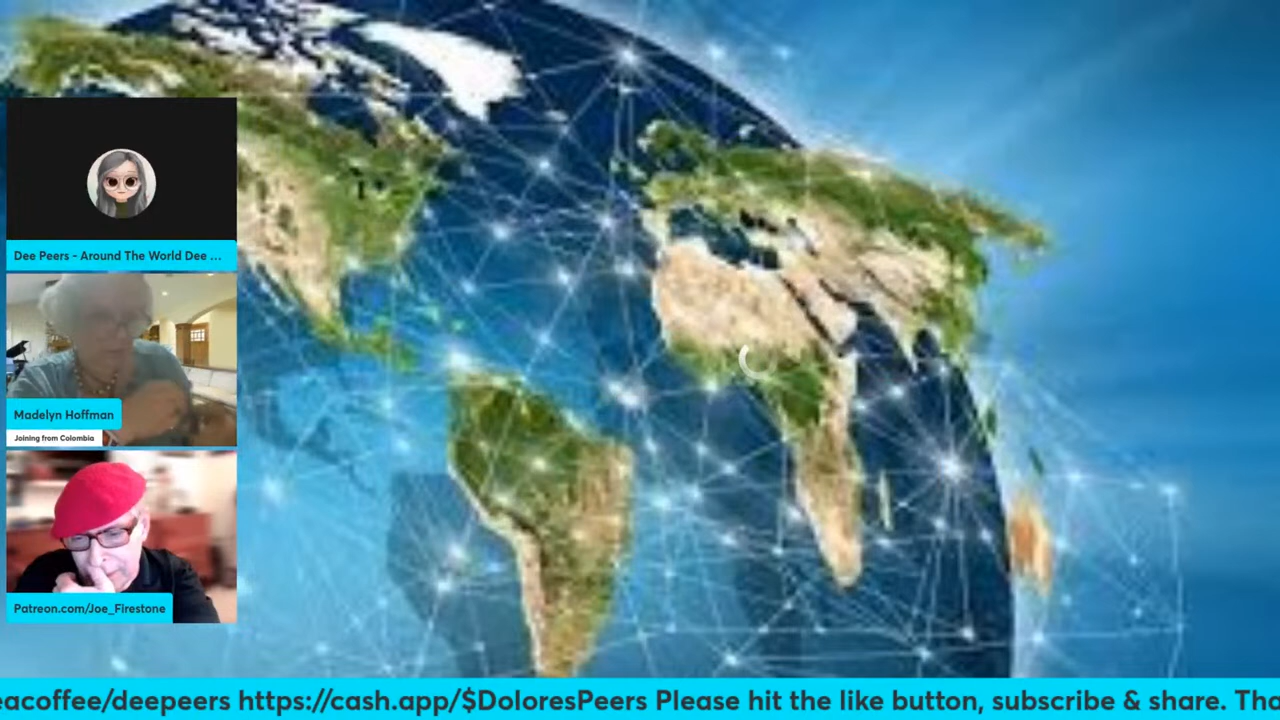 Dee Peers - Around The World Dee ...
Madelyn Hoffman
Joining from Colombia
Patreon.com/Joe_Firestone
eacoffee/deepeers https://cash.app/$DoloresPeers Please hit the like button, subscribe & share. Tha